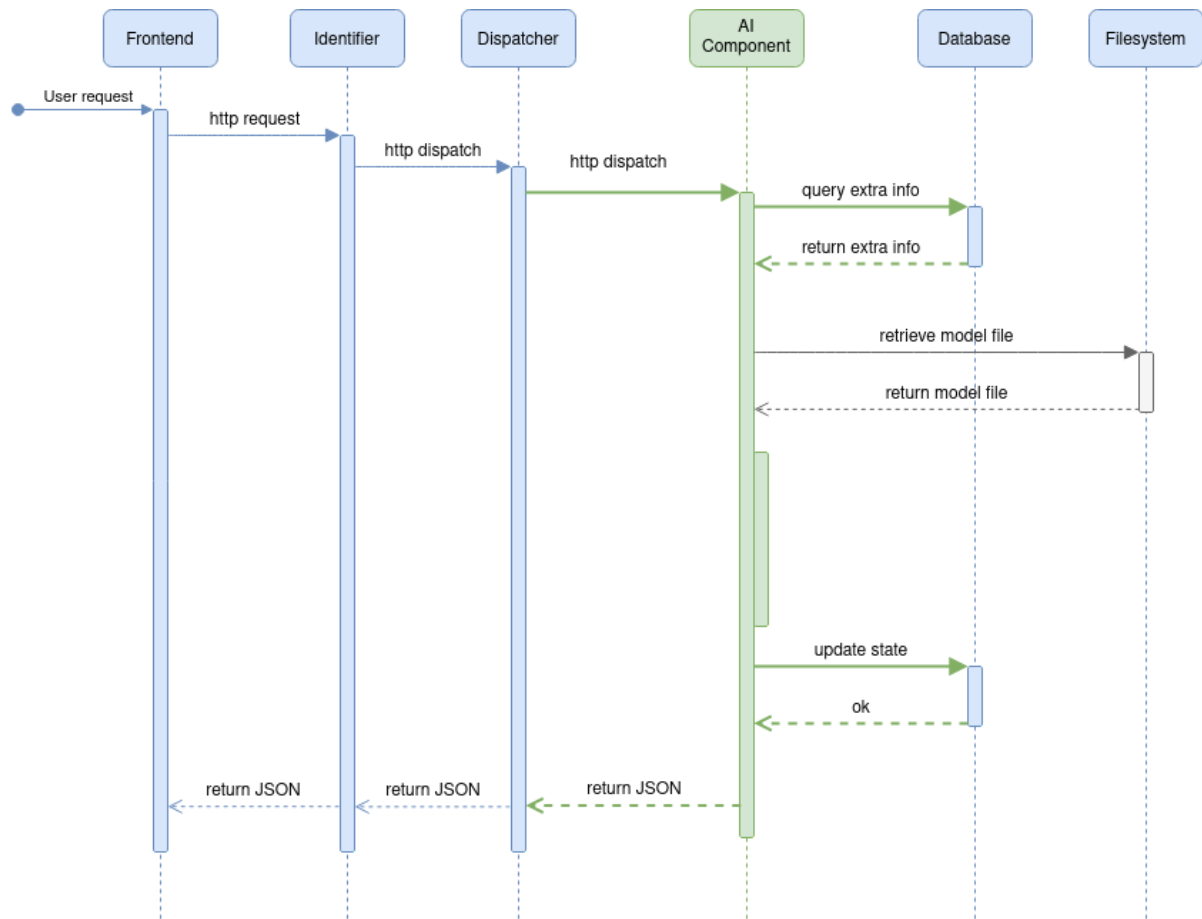 Frontend
Identifier
Dispatcher
AI
Component
Database
Filesystem
User request
http request
http dispatch
http dispatch
query extra info
return extra info
retrieve model file
return model file
update state
ok
return JSON
return JSON
return JSON